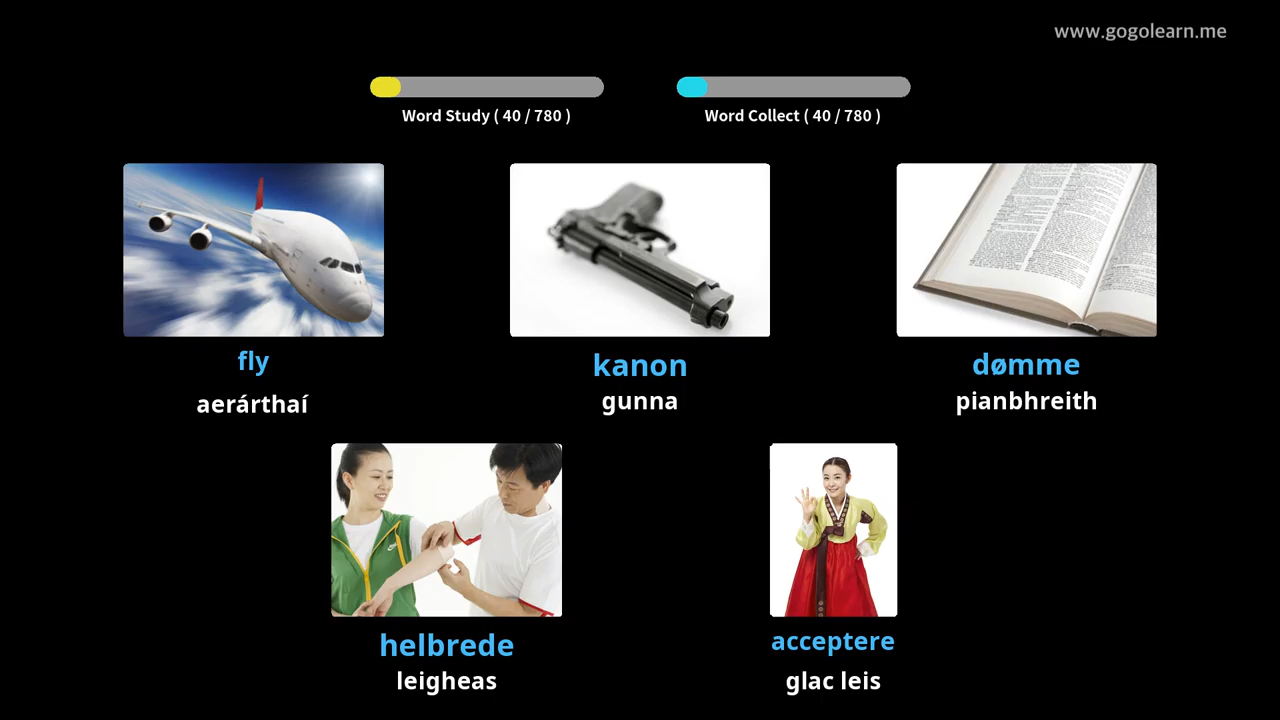 www.gogolearn.me
Word Study ( 40 / 780 )
Word Collect ( 40 / 780 )
fly
aerárthaí
kanon
gunna
dømme
pianbhreith
helbrede
leigheas
acceptere
glac leis